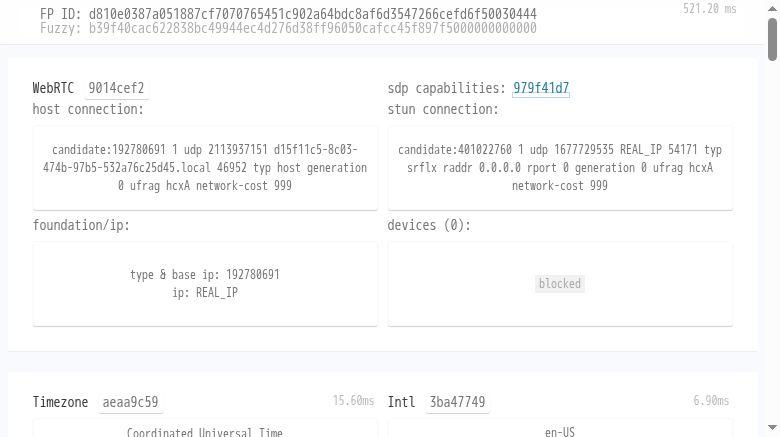 FP ID: d810e0387a051887cf7070765451c902a64bdc8af6d3547266cefd6f50030444
521.20 ms
Fuzzy: b39f40cac622838bc49944ec4d276d38ff96050cafcc45f897f5000000000000
WebRTC 9014cef2
host connection:
candidate:192780691 1 udp 2113937151 d15f11c5-8c03-
474b-97b5-532a76c25d45.local 46952 typ host generation
0 ufrag hcxA network-cost 999
foundation/ip:
type & base ip: 192780691
ip: REAL_IP
sdp capabilities: 979f41d7
stun connection:
candidate:401022760 1 udp 1677729535 REAL_IP 54171 typ
srflx raddr 0.0.0.0 rport 0 generation 0 ufrag hcxA
network-cost 999
devices (0):
blocked
Timezone aeaa9c59 15.60ms
Coordinated Universal Time
Intl 3ba47749 6.90ms
en-US